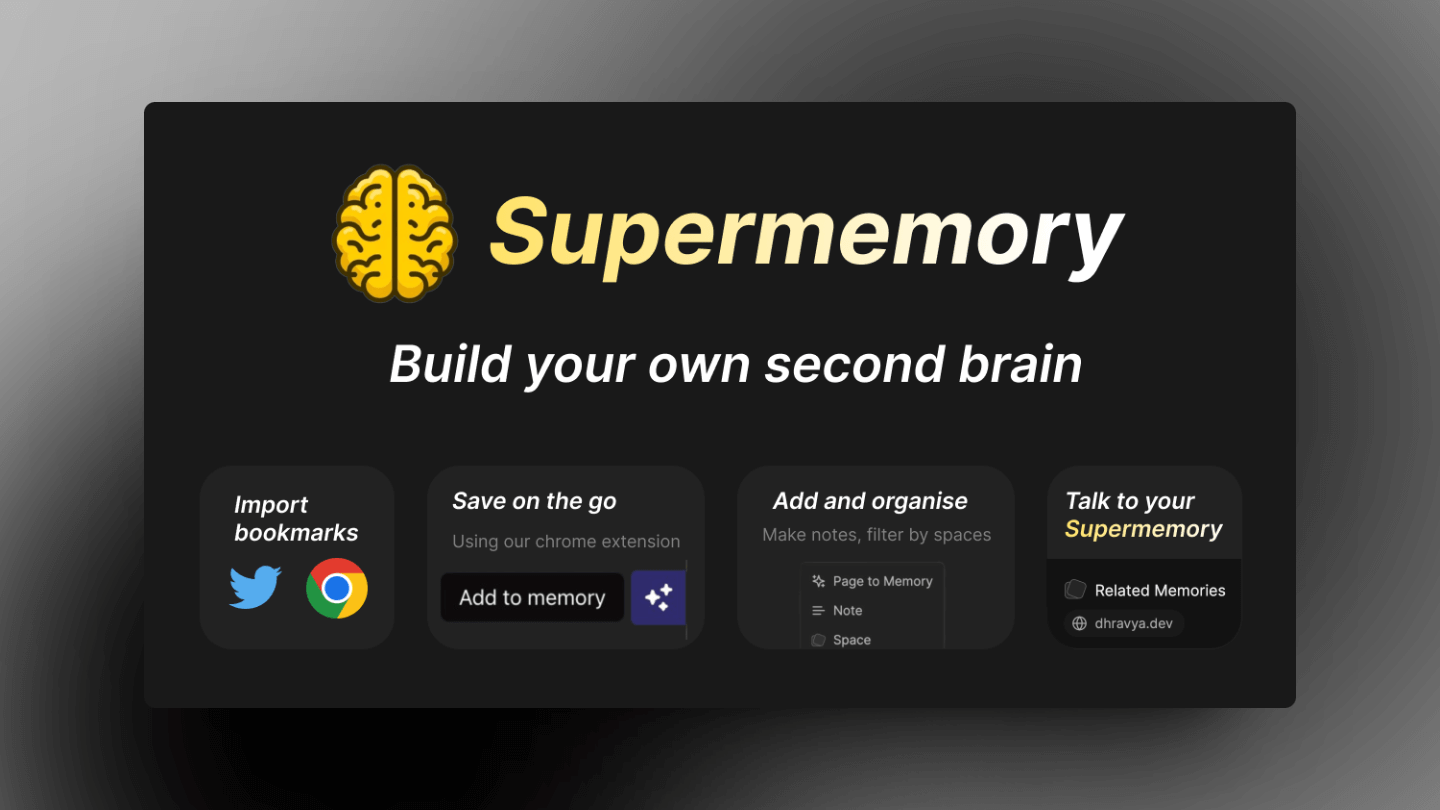 Supermemory
Build your own second brain
Import
bookmarks
Save on the go
Using our chrome extension
Add to memory
Add and organise
Make notes, filter by spaces
Page to Memory
Note
Space
Talk to your
Supermemory
Related Memories
dhravya.dev